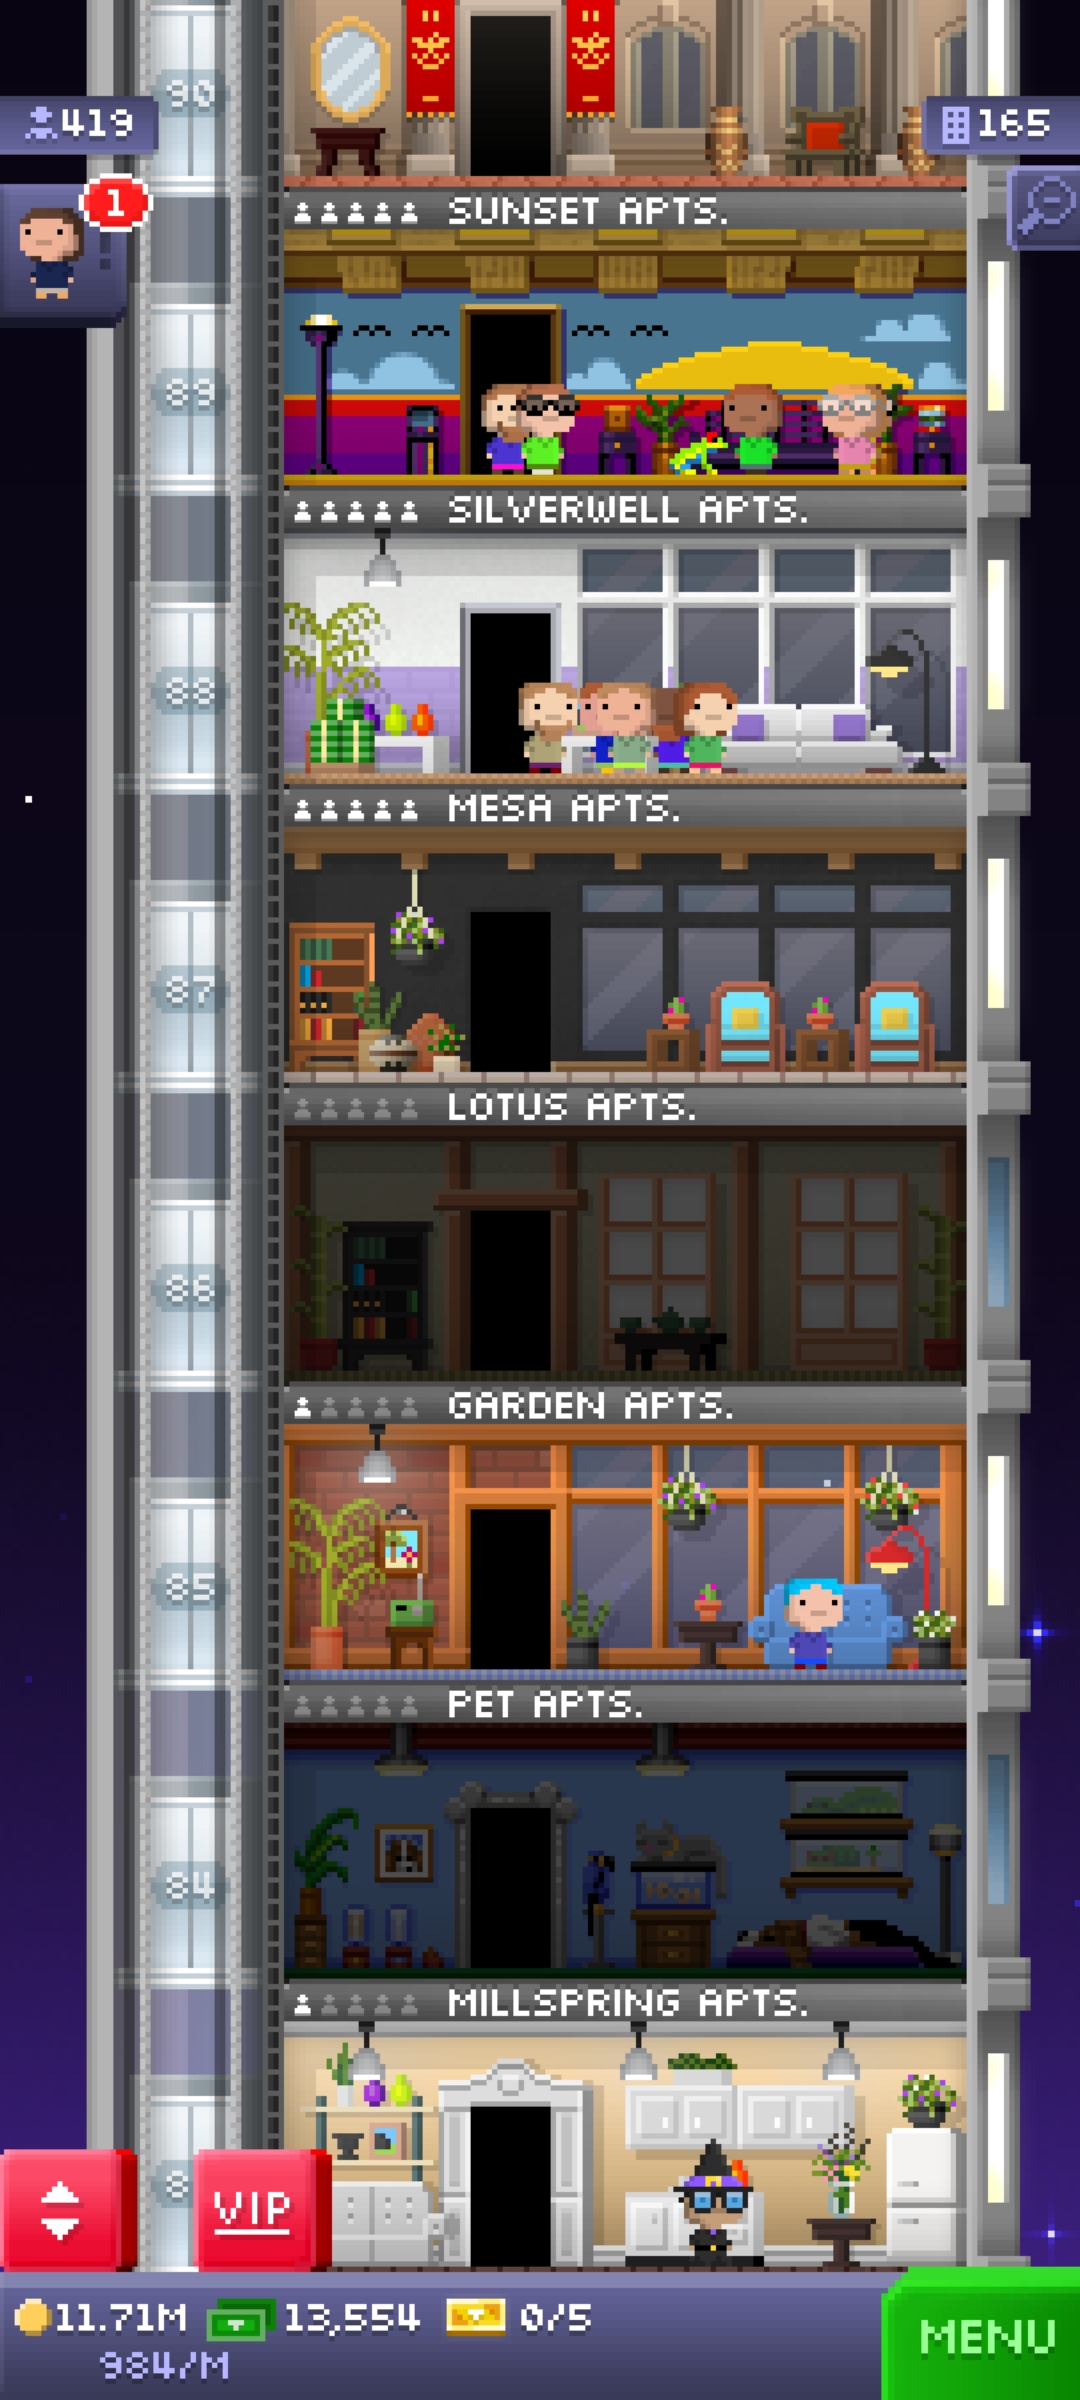 90
419
165
1
SUNSET APTS.
89
SILVERWELL APTS.
88
MESA APTS.
87
LOTUS APTS.
86
GARDEN APTS.
85
PET APTS.
84
MILLSPRING APTS.
8
VIP
11.71M 13,554 0/5
984/M
MENU